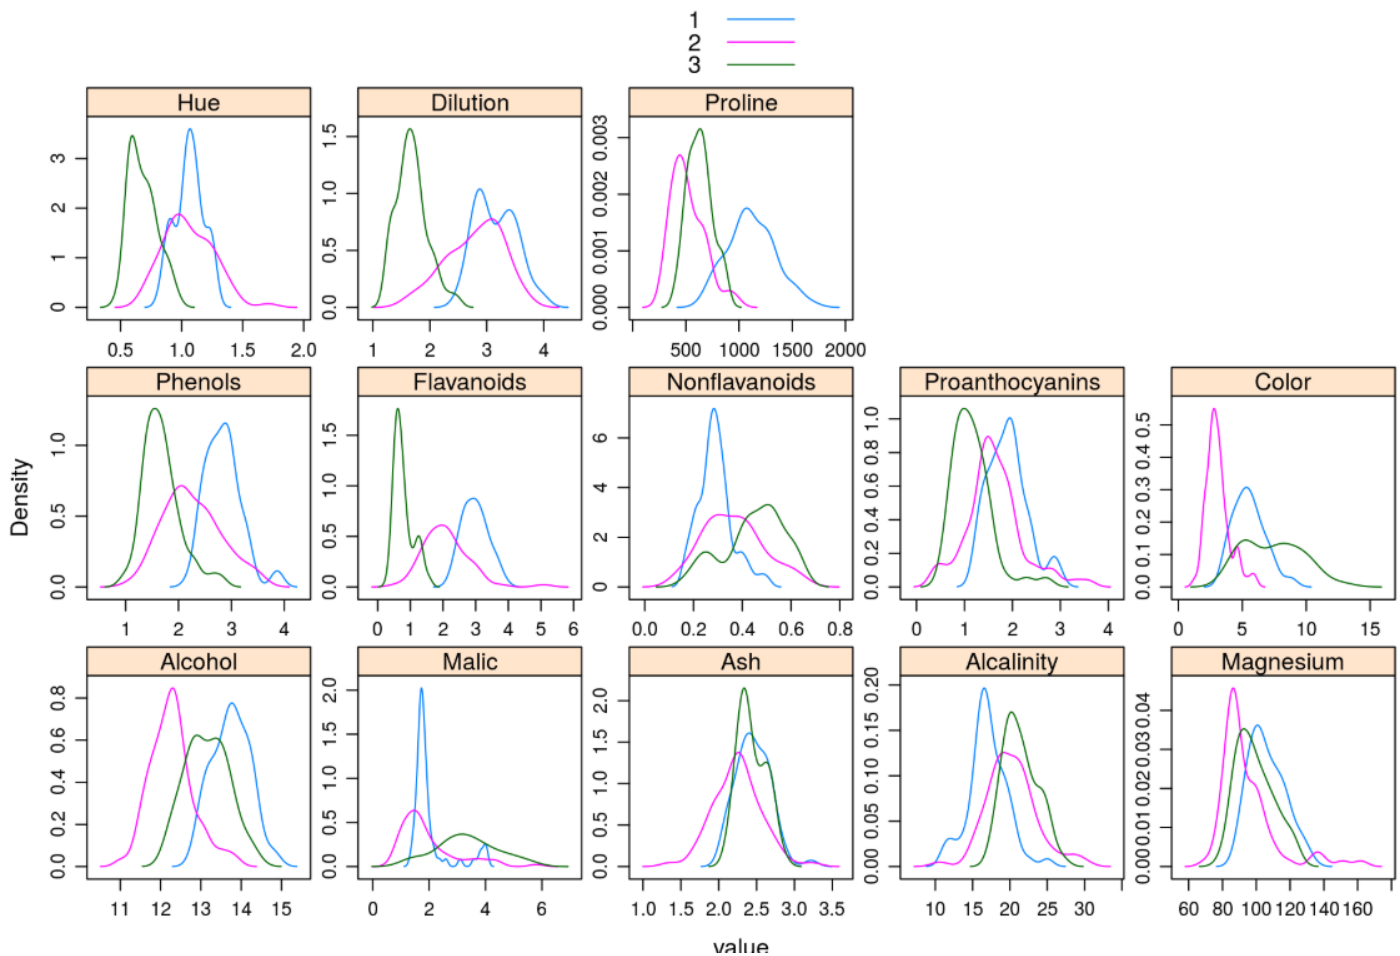 1
2
3
Hue Dilution Proline
0 1 2 3
0.0 0.5 1.0 1.5
0.000 0.001 0.002 0.003
0.5 1.0 1.5 2.0 1 2 3 4 500 1000 1500 2000
Phenols Flavanoids Nonflavanoids Proanthocyanins Color
Density
0.0 0.5 1.0
0.0 0.5 1.0 1.5
0 2 4 6
0.0 0.2 0.4 0.6 0.8 1.0
0.0 0.1 0.2 0.3 0.4 0.5
1 2 3 4 0 1 2 3 4 5 6 0.0 0.2 0.4 0.6 0.8 0 1 2 3 4 0 5 10 15
Alcohol Malic Ash Alcalinity Magnesium
0.0 0.2 0.4 0.6 0.8
0.0 0.5 1.0 1.5 2.0
0.0 0.5 1.0 1.5 2.0
0.00 0.05 0.10 0.15 0.20
0.00 0.01 0.02 0.03 0.04
11 12 13 14 15 0 2 4 6 1.0 1.5 2.0 2.5 3.0 3.5 10 15 20 25 30 60 80 100 120 140 160
value